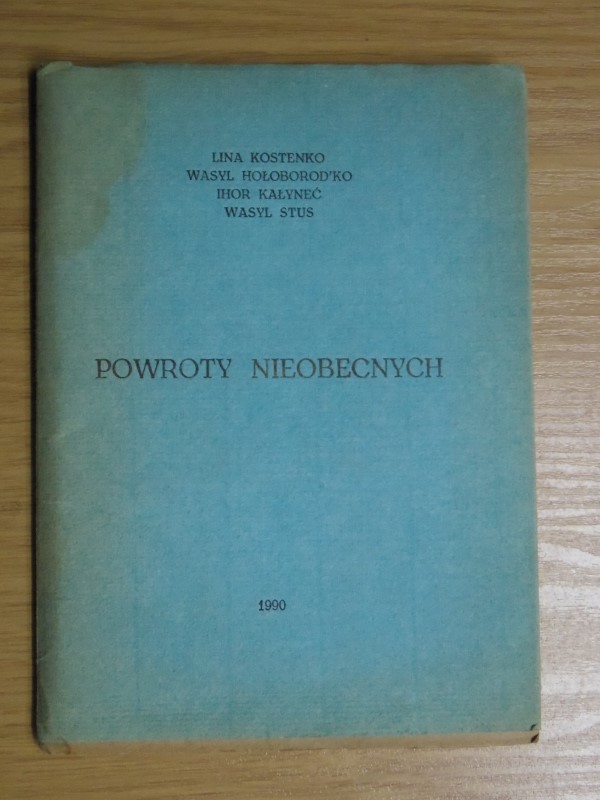 LINA KOSTENKO
WASYL HOŁOBOROD'KO
IHOR KAŁYNEĆ
WASYL STUS
POWROTY NIEOBECNYCH
1990